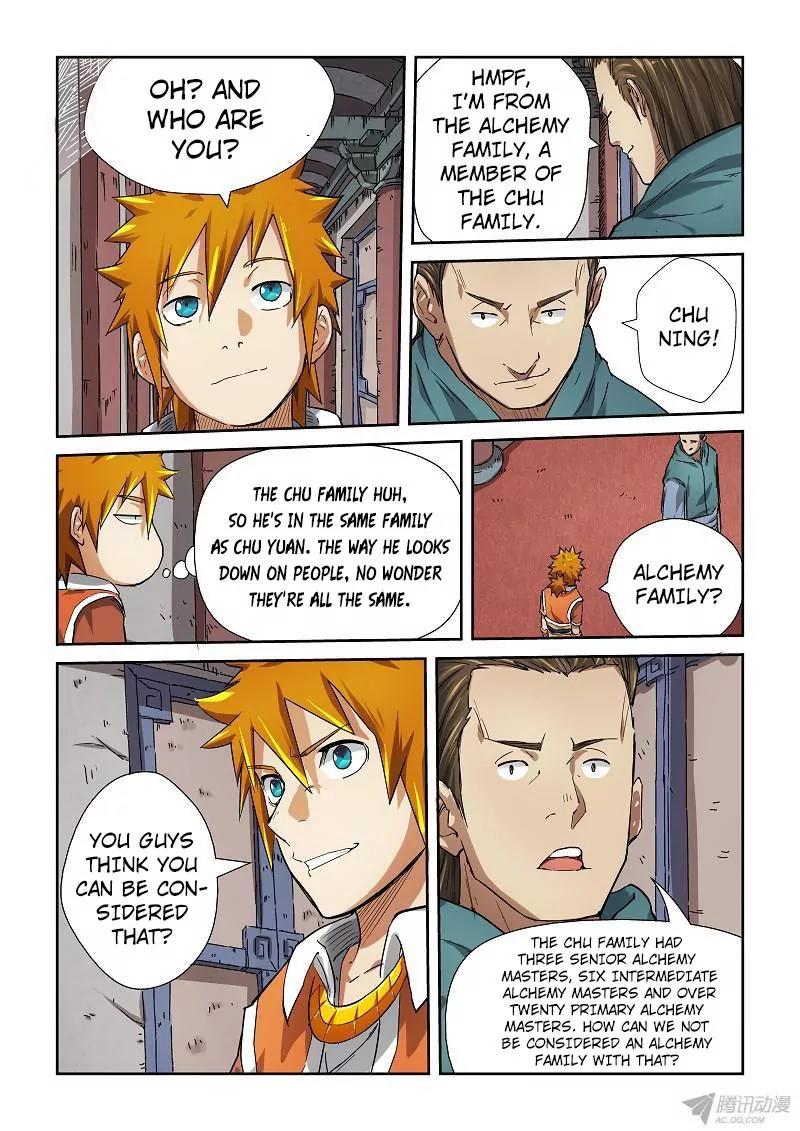 OH? AND
WHO ARE
YOU?
HMPF,
I'M FROM
THE ALCHEMY
FAMILY, A
MEMBER OF
THE CHU
FAMILY.
CHU
NING!
THE CHU FAMILY HUH,
SO HE'S IN THE SAME FAMILY
AS CHU YUAN. THE WAY HE LOOKS
DOWN ON PEOPLE, NO WONDER
THEY'RE ALL THE SAME.
ALCHEMY
FAMILY?
YOU GUYS
THINK YOU
CAN BE CON-
SIDERED
THAT?
THE CHU FAMILY HAD
THREE SENIOR ALCHEMY
MASTERS, SIX INTERMEDIATE
ALCHEMY MASTERS AND OVER
TWENTY PRIMARY ALCHEMY
MASTERS. HOW CAN WE NOT
BE CONSIDERED AN ALCHEMY
FAMILY WITH THAT?
腾讯动漫
AC.QQ.COM